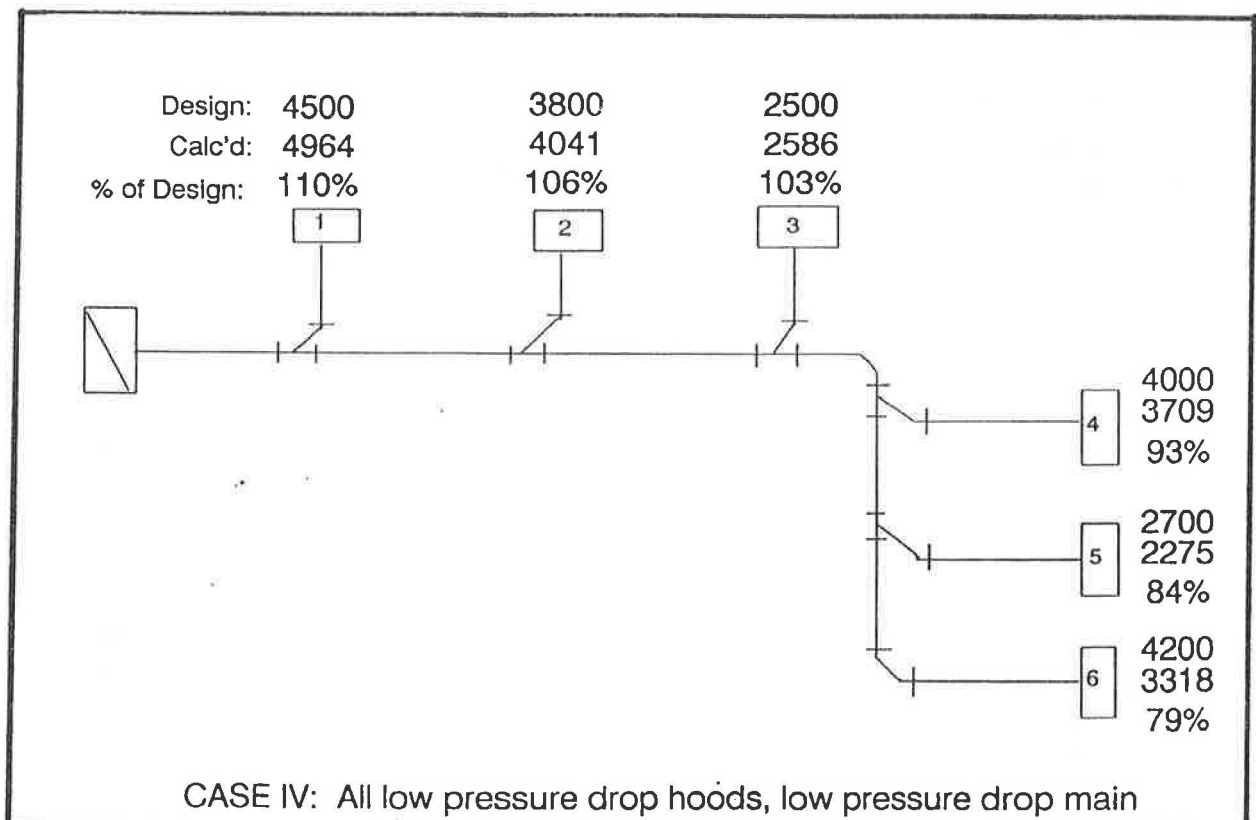 Design: 4500 3800 2500
Calc'd: 4964 4041 2586
% of Design: 110% 106% 103%
1 2 3
4000
3709
4
93%
2700
2275
5
84%
4200
3318
6
79%
CASE IV: All low pressure drop hoods, low pressure drop main